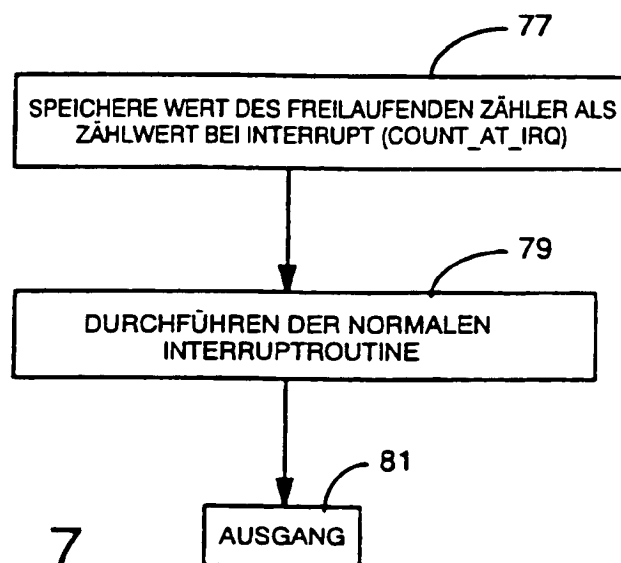 77
SPEICHERE WERT DES FREILAUFENDEN ZÄHLER ALS
ZÄHLWERT BEI INTERRUPT (COUNT_AT_IRQ)
79
DURCHFÜHREN DER NORMALEN
INTERRUPTROUTINE
81
AUSGANG
7